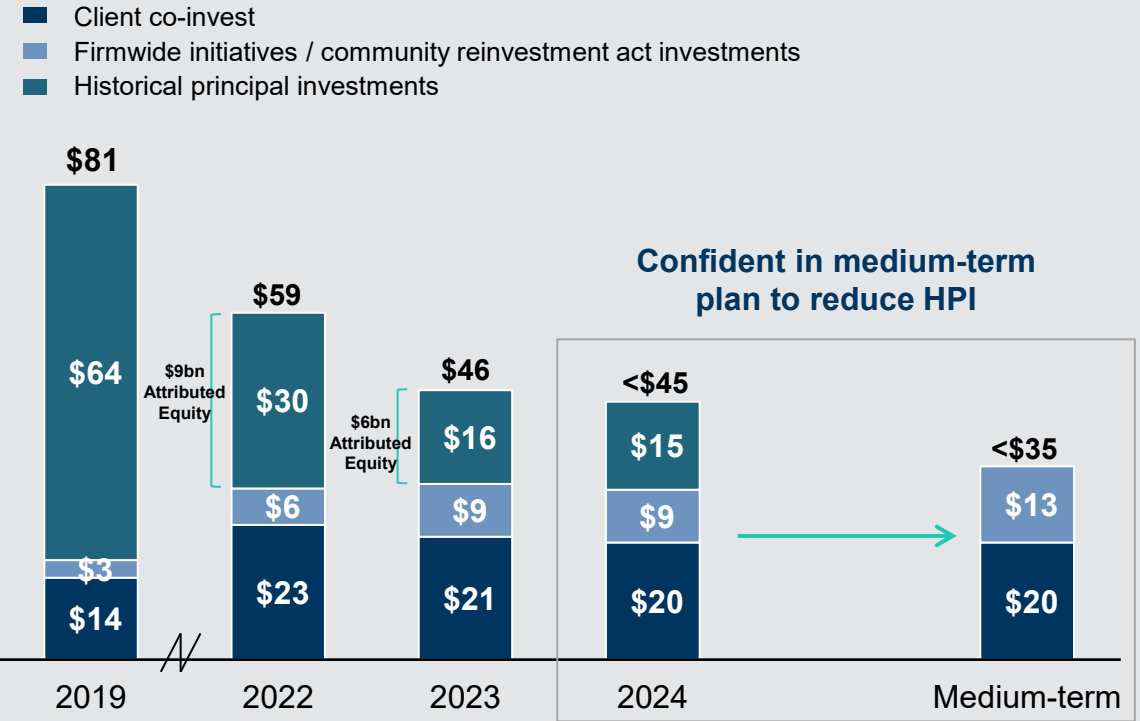 Client co-invest
Firmwide initiatives / community reinvestment act investments
Historical principal investments
$81
$64
$3
$14
2019
$59
$9bn
Attributed
Equity
$30
$6
$23
2022
$46
$6bn
Attributed
Equity
$16
$9
$21
2023
Confident in medium-term
plan to reduce HPI
<$45
$15
$9
$20
2024
<$35
$13
$20
Medium-term